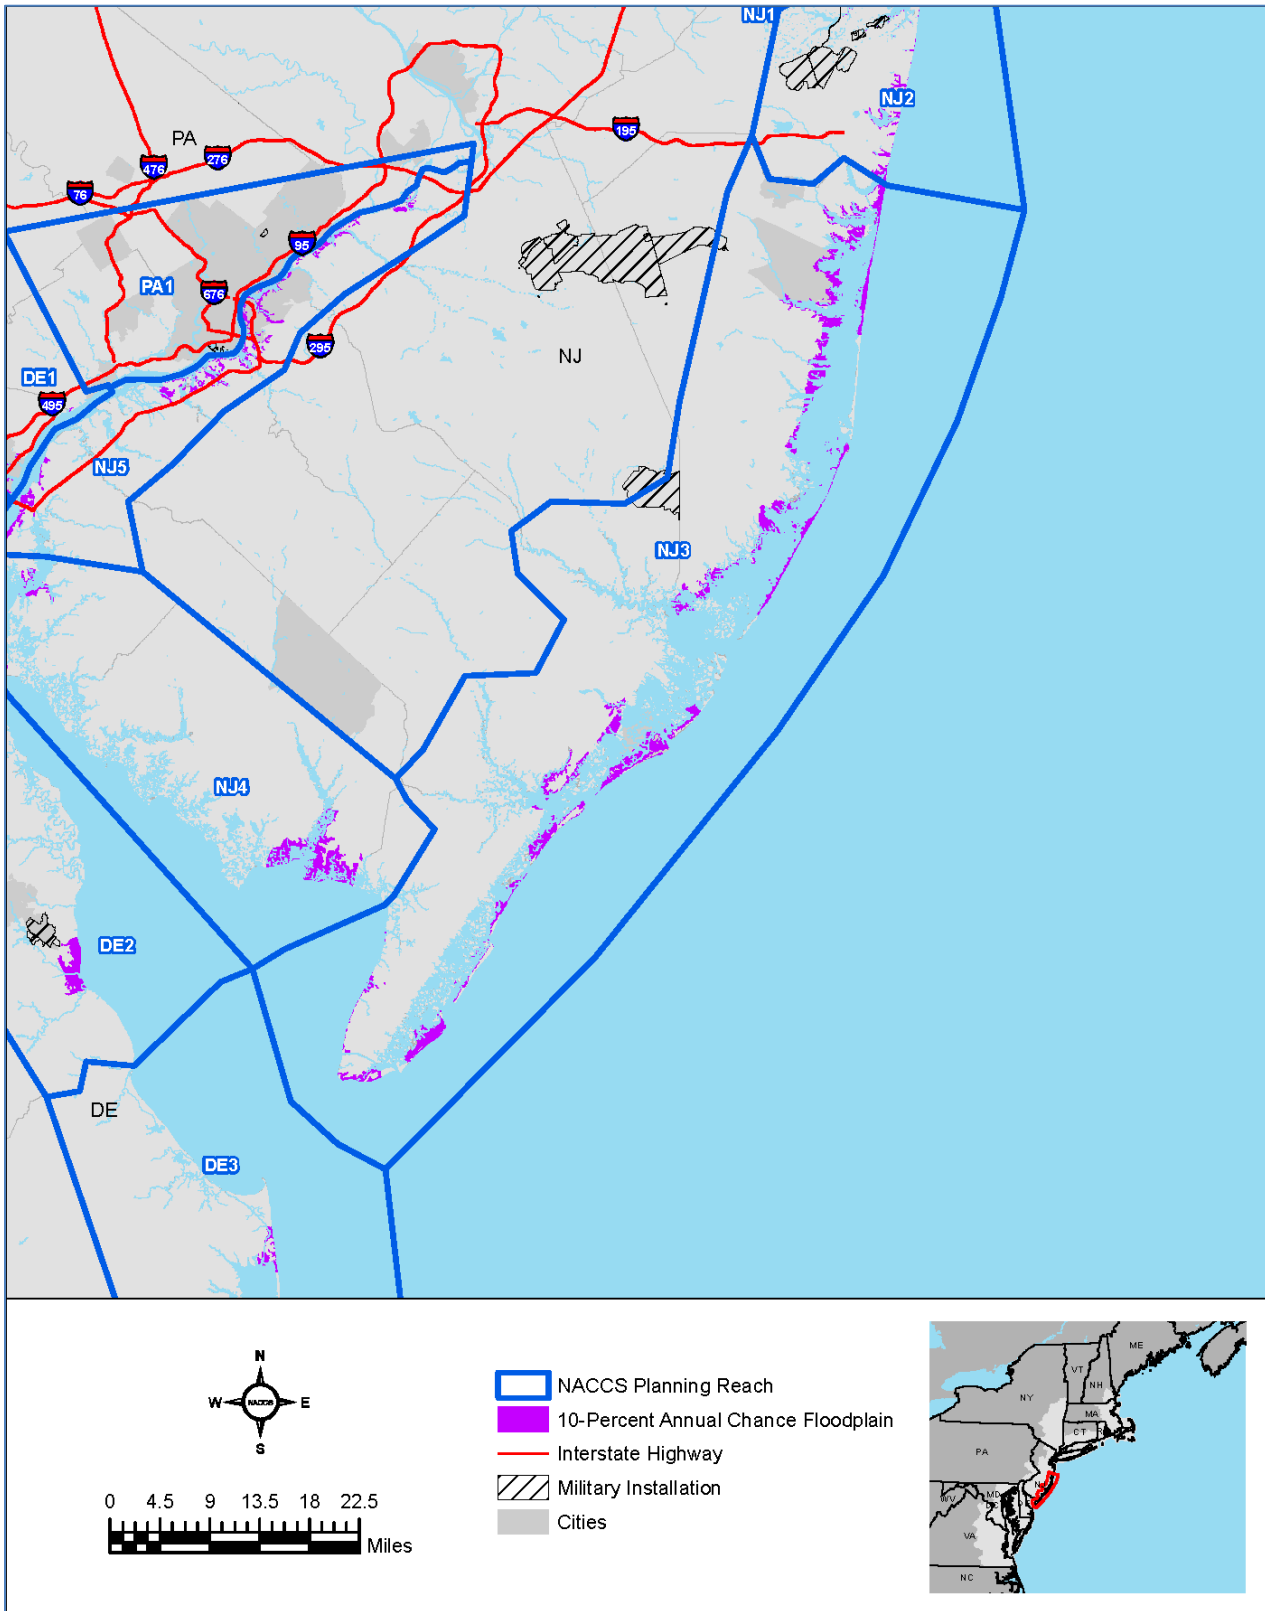 NJ1
NJ2
195
PA
276
476
76
95
PA1
676
295
NJ
DE1
495
NJ5
NJ3
NJ4
DE2
DE
DE3
N
W
NACCS
E
S
0 4.5 9 13.5 18 22.5
Miles
NACCS Planning Reach
10-Percent Annual Chance Floodplain
Interstate Highway
Military Installation
Cities
ME
VT
NH
NY
MA
CT
PA
MD
WV
DC
VA
NC